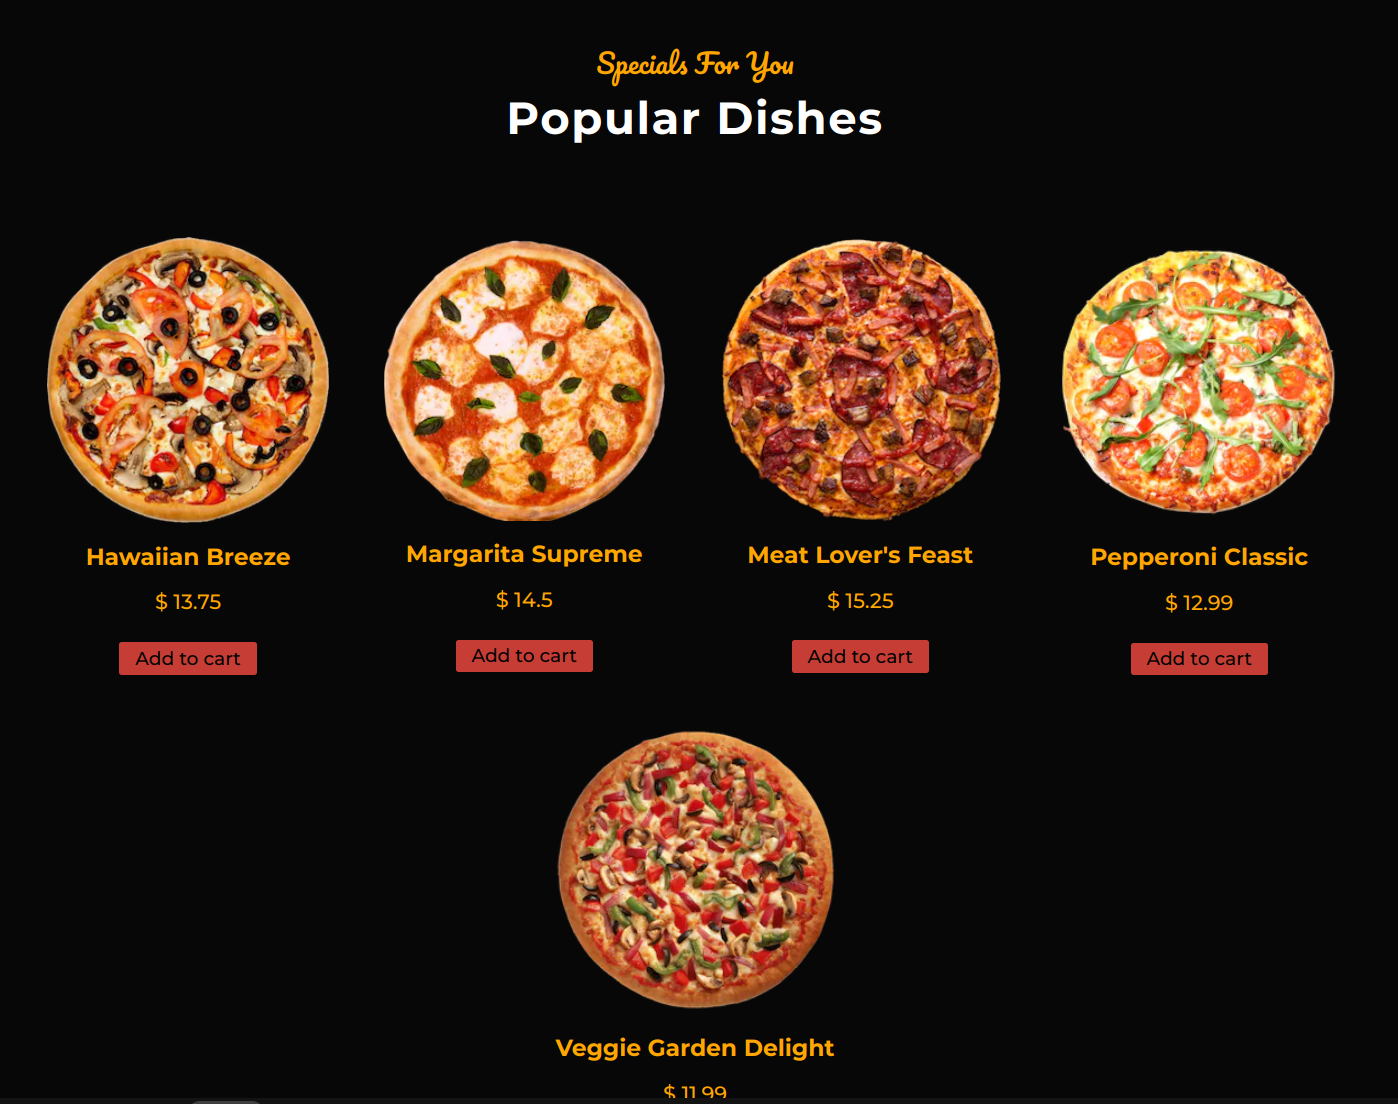 Specials For You
Popular Dishes
Hawaiian Breeze
$ 13.75
Add to cart
Margarita Supreme
$ 14.5
Add to cart
Meat Lover's Feast
$ 15.25
Add to cart
Pepperoni Classic
$ 12.99
Add to cart
Veggie Garden Delight
$ 11.99